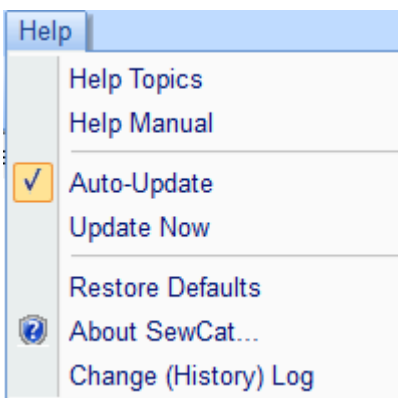 Help
Help Topics
Help Manual
Auto-Update
Update Now
Restore Defaults
About SewCat...
Change (History) Log